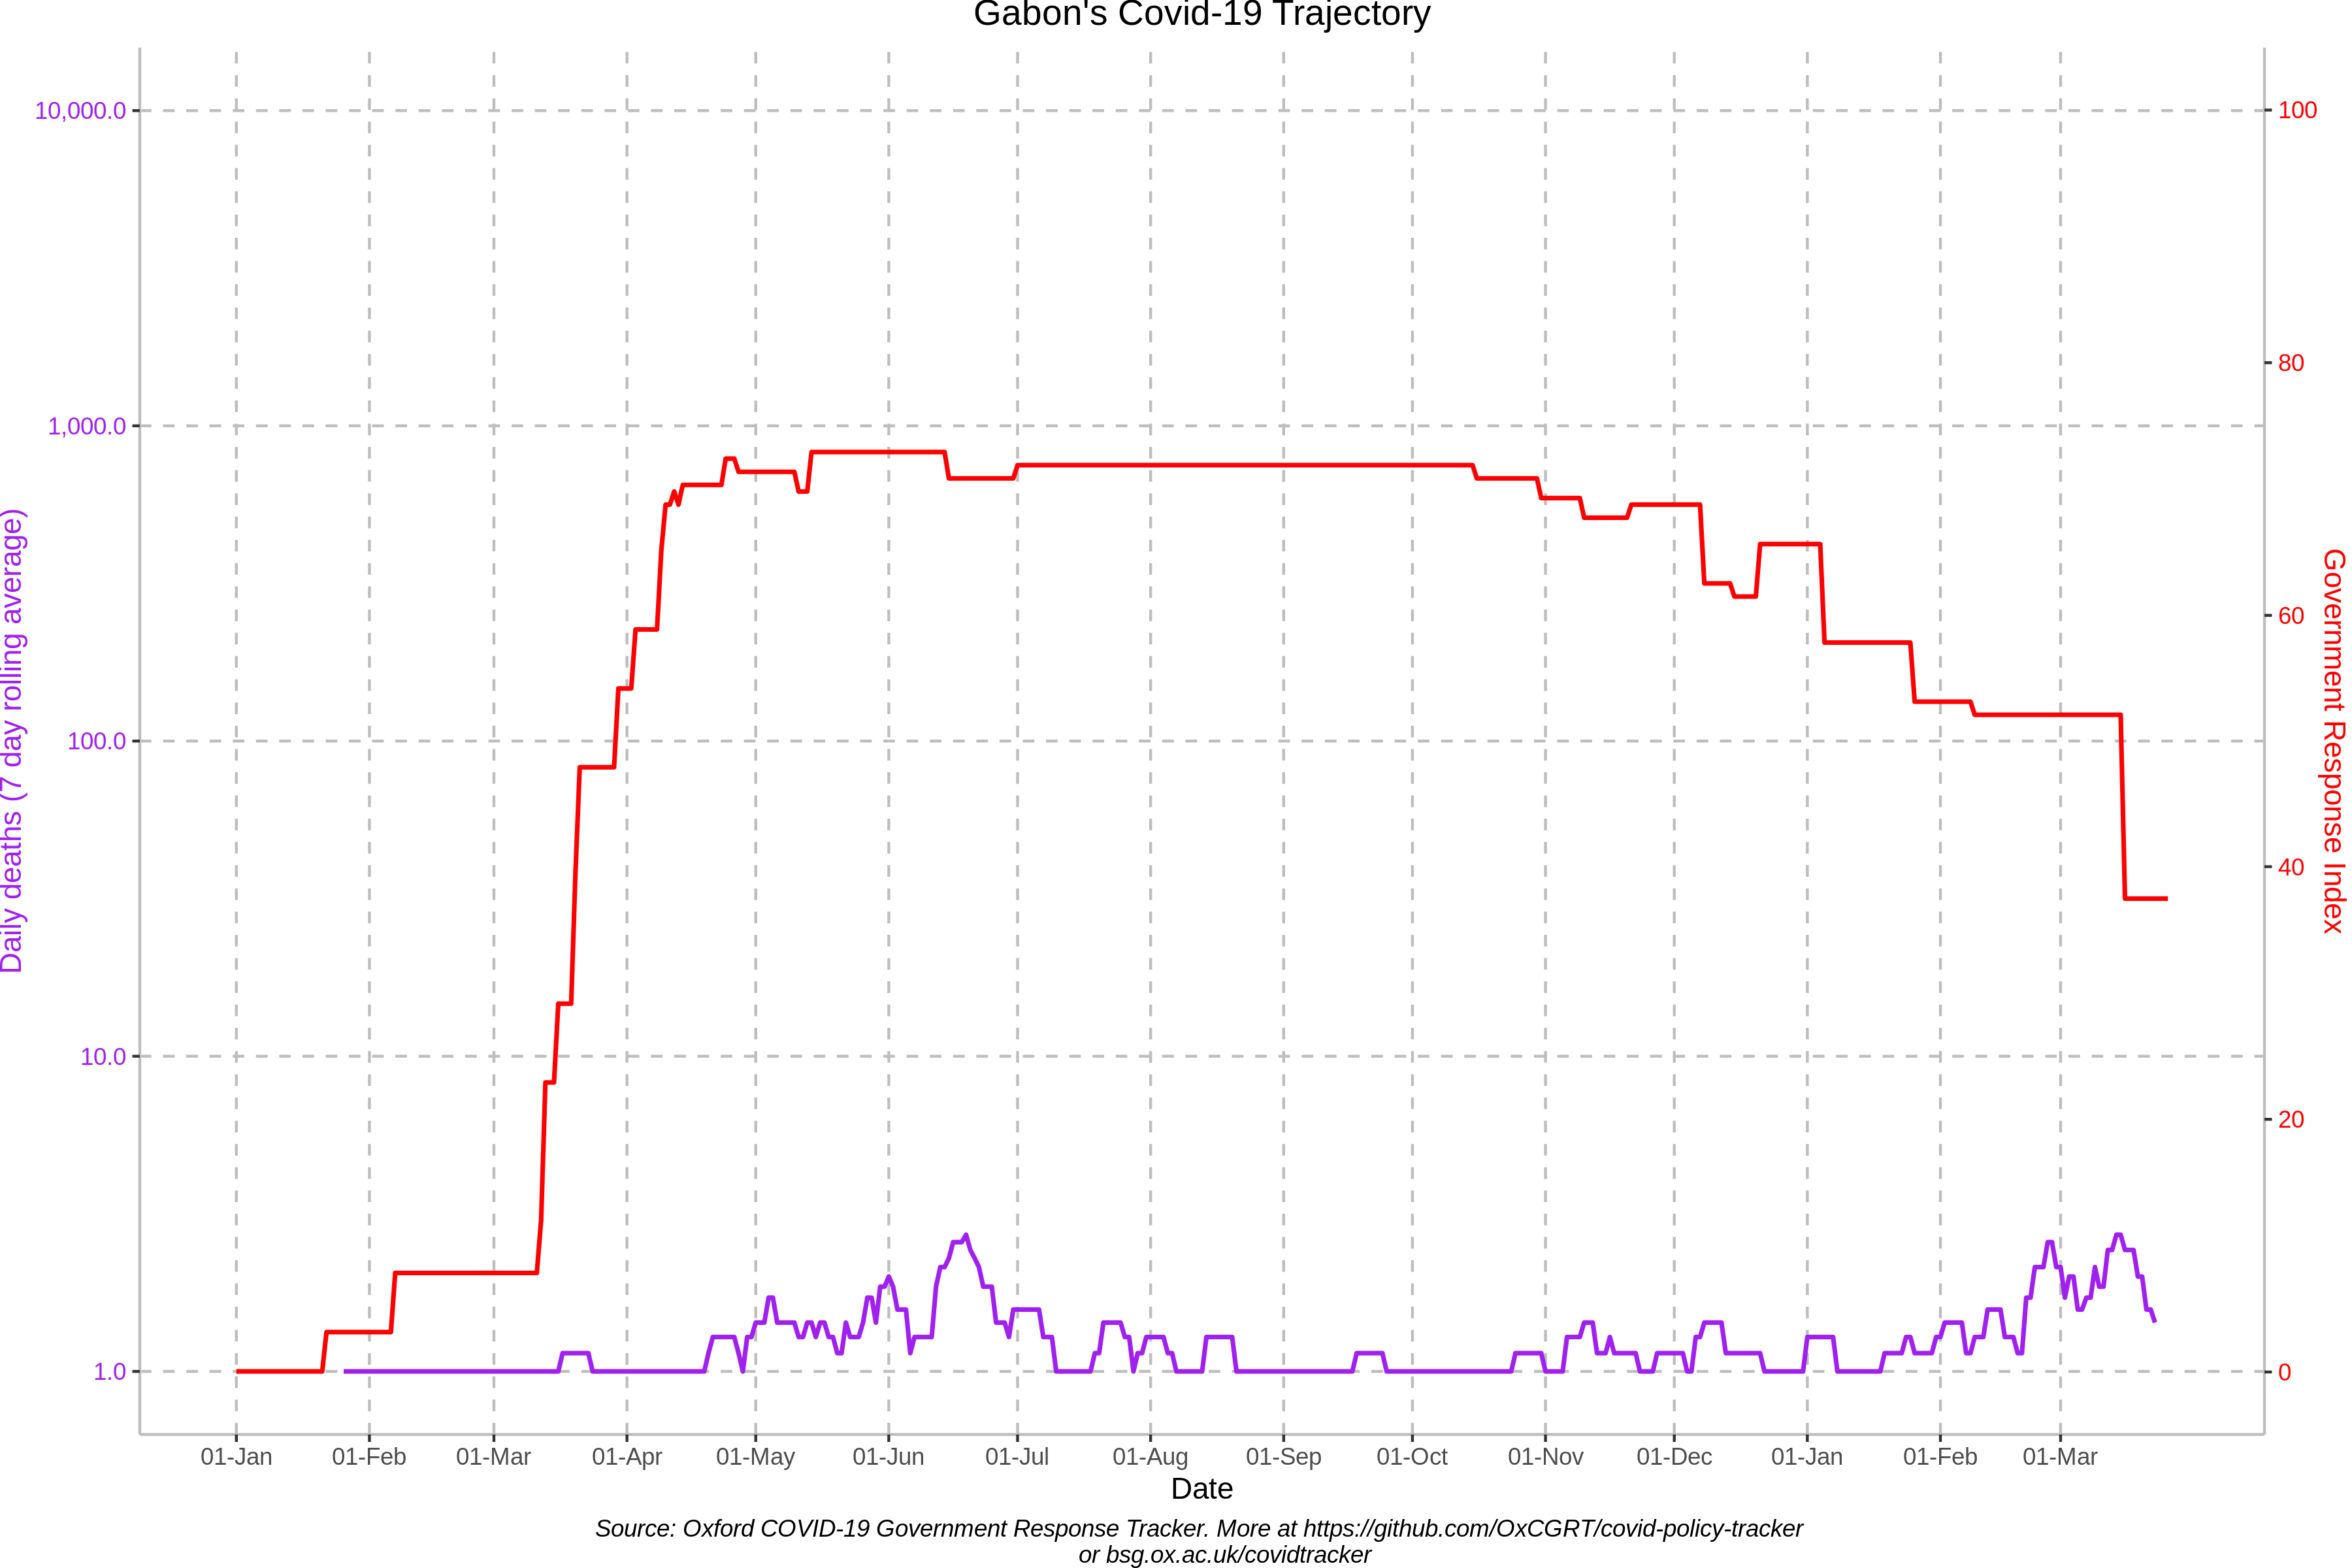 Gabon's Covid-19 Trajectory
10,000.0
1,000.0
100.0
10.0
1.0
Daily deaths (7 day rolling average)
100
80
60
40
20
0
Government Response Index
01-Jan 01-Feb 01-Mar 01-Apr 01-May 01-Jun 01-Jul 01-Aug 01-Sep 01-Oct 01-Nov 01-Dec 01-Jan 01-Feb 01-Mar
Date
Source: Oxford COVID-19 Government Response Tracker. More at https://github.com/OxCGRT/covid-policy-tracker
or bsg.ox.ac.uk/covidtracker